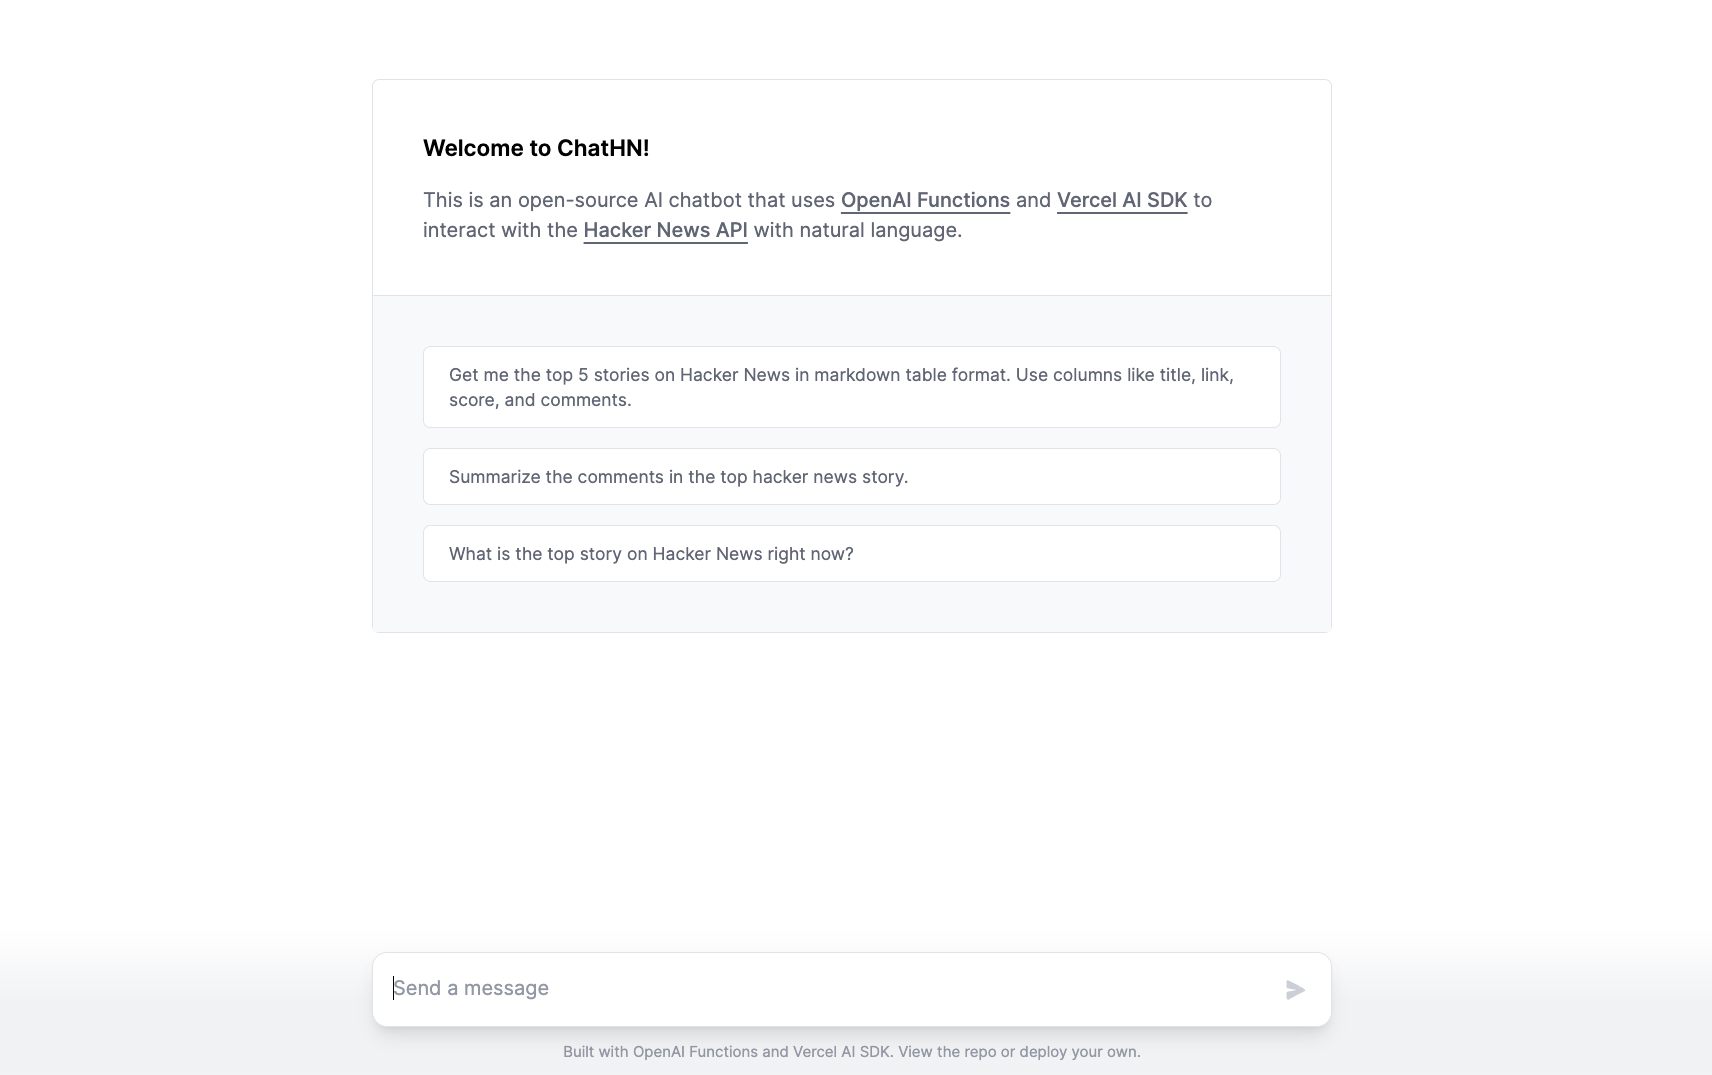 Welcome to ChatHN!
This is an open-source AI chatbot that uses OpenAI Functions and Vercel AI SDK to
interact with the Hacker News API with natural language.
Get me the top 5 stories on Hacker News in markdown table format. Use columns like title, link,
score, and comments.
Summarize the comments in the top hacker news story.
What is the top story on Hacker News right now?
Send a message
Built with OpenAI Functions and Vercel AI SDK. View the repo or deploy your own.